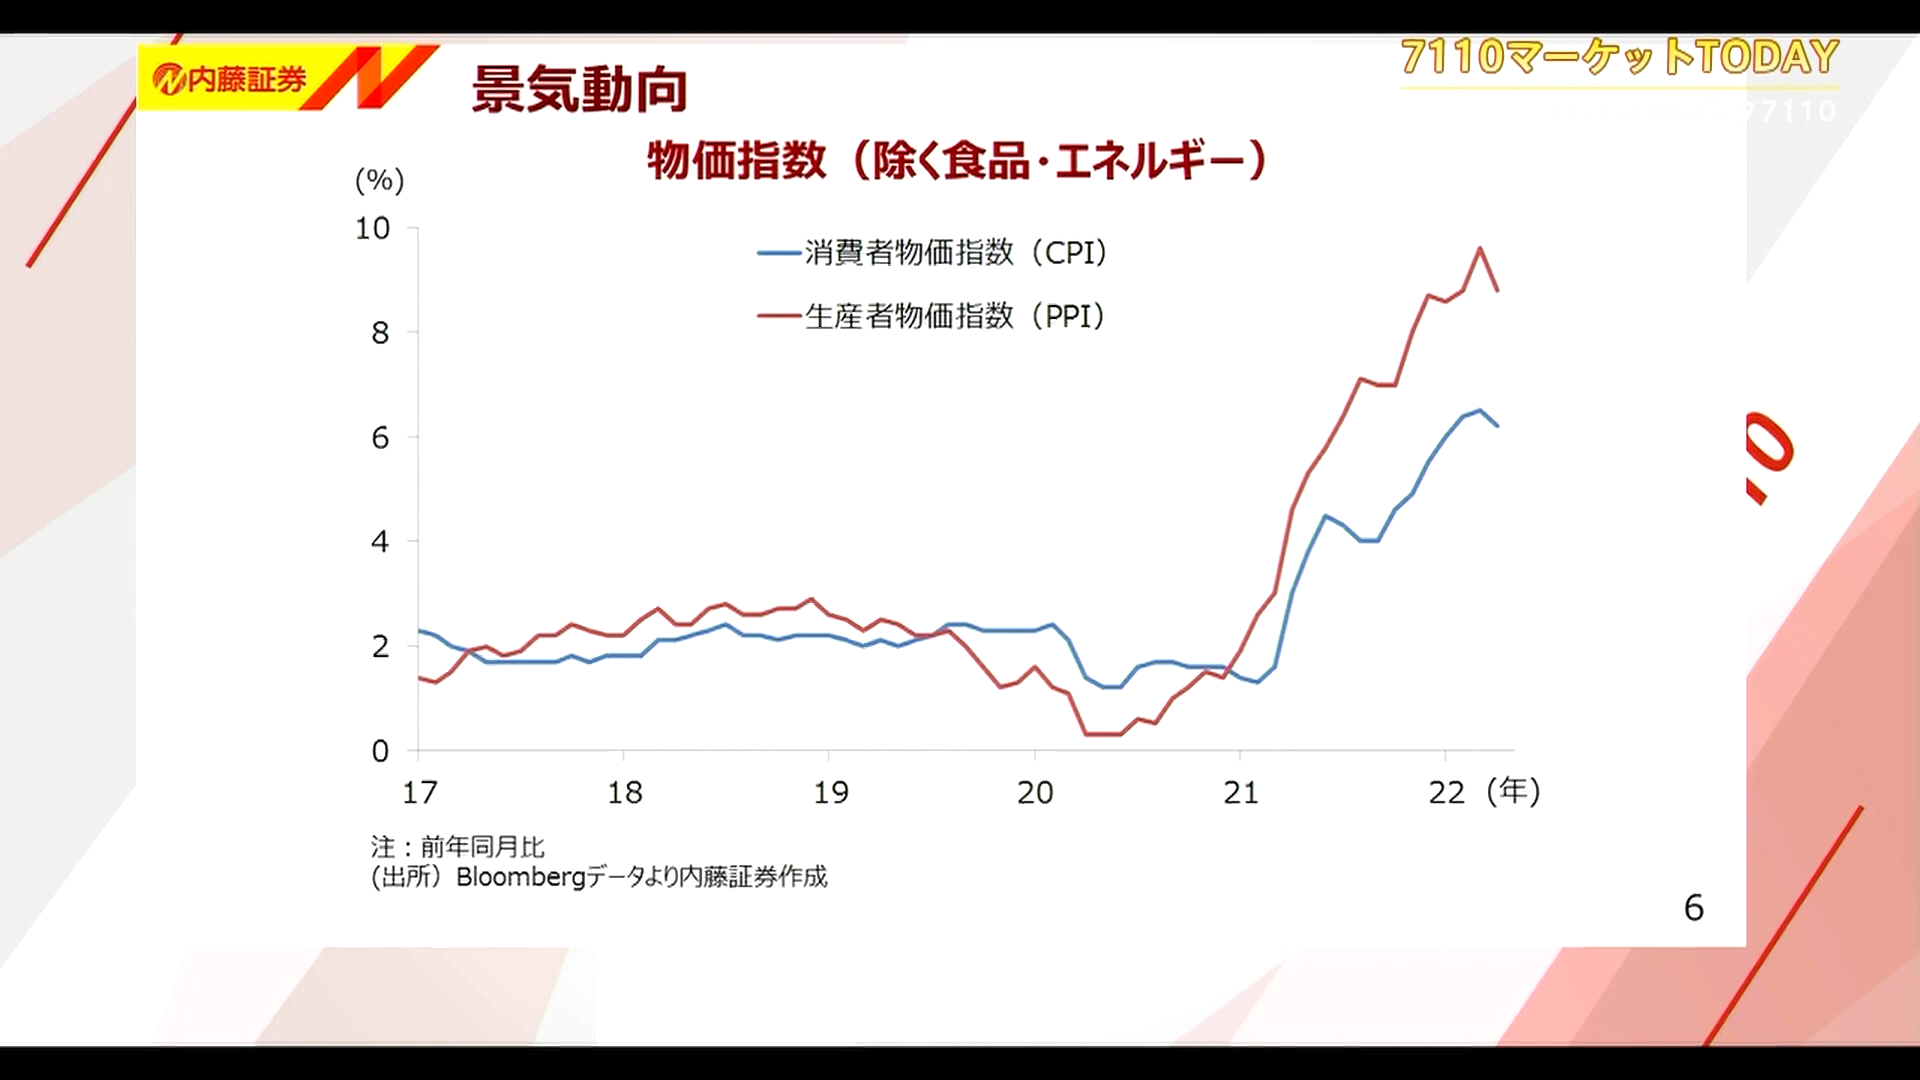 内藤証券
景気動向
7110マーケットTODAY
77110
物価指数（除く食品・エネルギー）
(%)
消費者物価指数（CPI）
生産者物価指数（PPI）
10
8
6
4
2
0
17 18 19 20 21 22 (年)
注：前年同月比
(出所）Bloombergデータより内藤証券作成
6
10